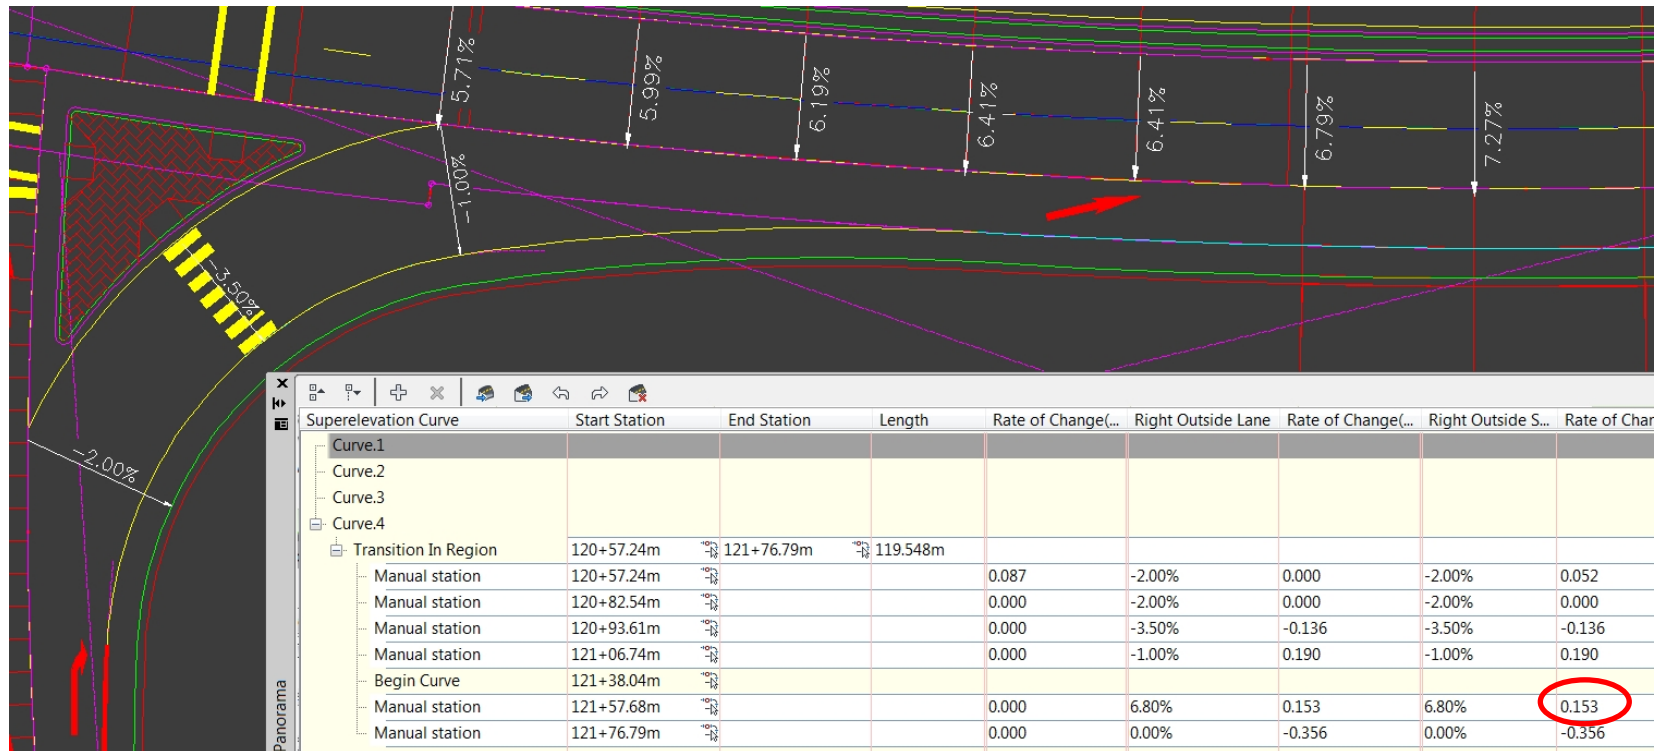 5.71%
5.99%
6.19%
6.41%
6.41%
6.79%
7.27%
-1.00%
-3.50%
-2.00%
Panorama
Superelevation Curve Start Station End Station Length Rate of Change(... Right Outside Lane Rate of Change(... Right Outside S... Rate of Char
Curve.1
Curve.2
Curve.3
Curve.4
Transition In Region 120+57.24m 121+76.79m 119.548m
Manual station 120+57.24m 0.087 -2.00% 0.000 -2.00% 0.052
Manual station 120+82.54m 0.000 -2.00% 0.000 -2.00% 0.000
Manual station 120+93.61m 0.000 -3.50% -0.136 -3.50% -0.136
Manual station 121+06.74m 0.000 -1.00% 0.190 -1.00% 0.190
Begin Curve 121+38.04m
Manual station 121+57.68m 0.000 6.80% 0.153 6.80% 0.153
Manual station 121+76.79m 0.000 0.00% -0.356 0.00% -0.356